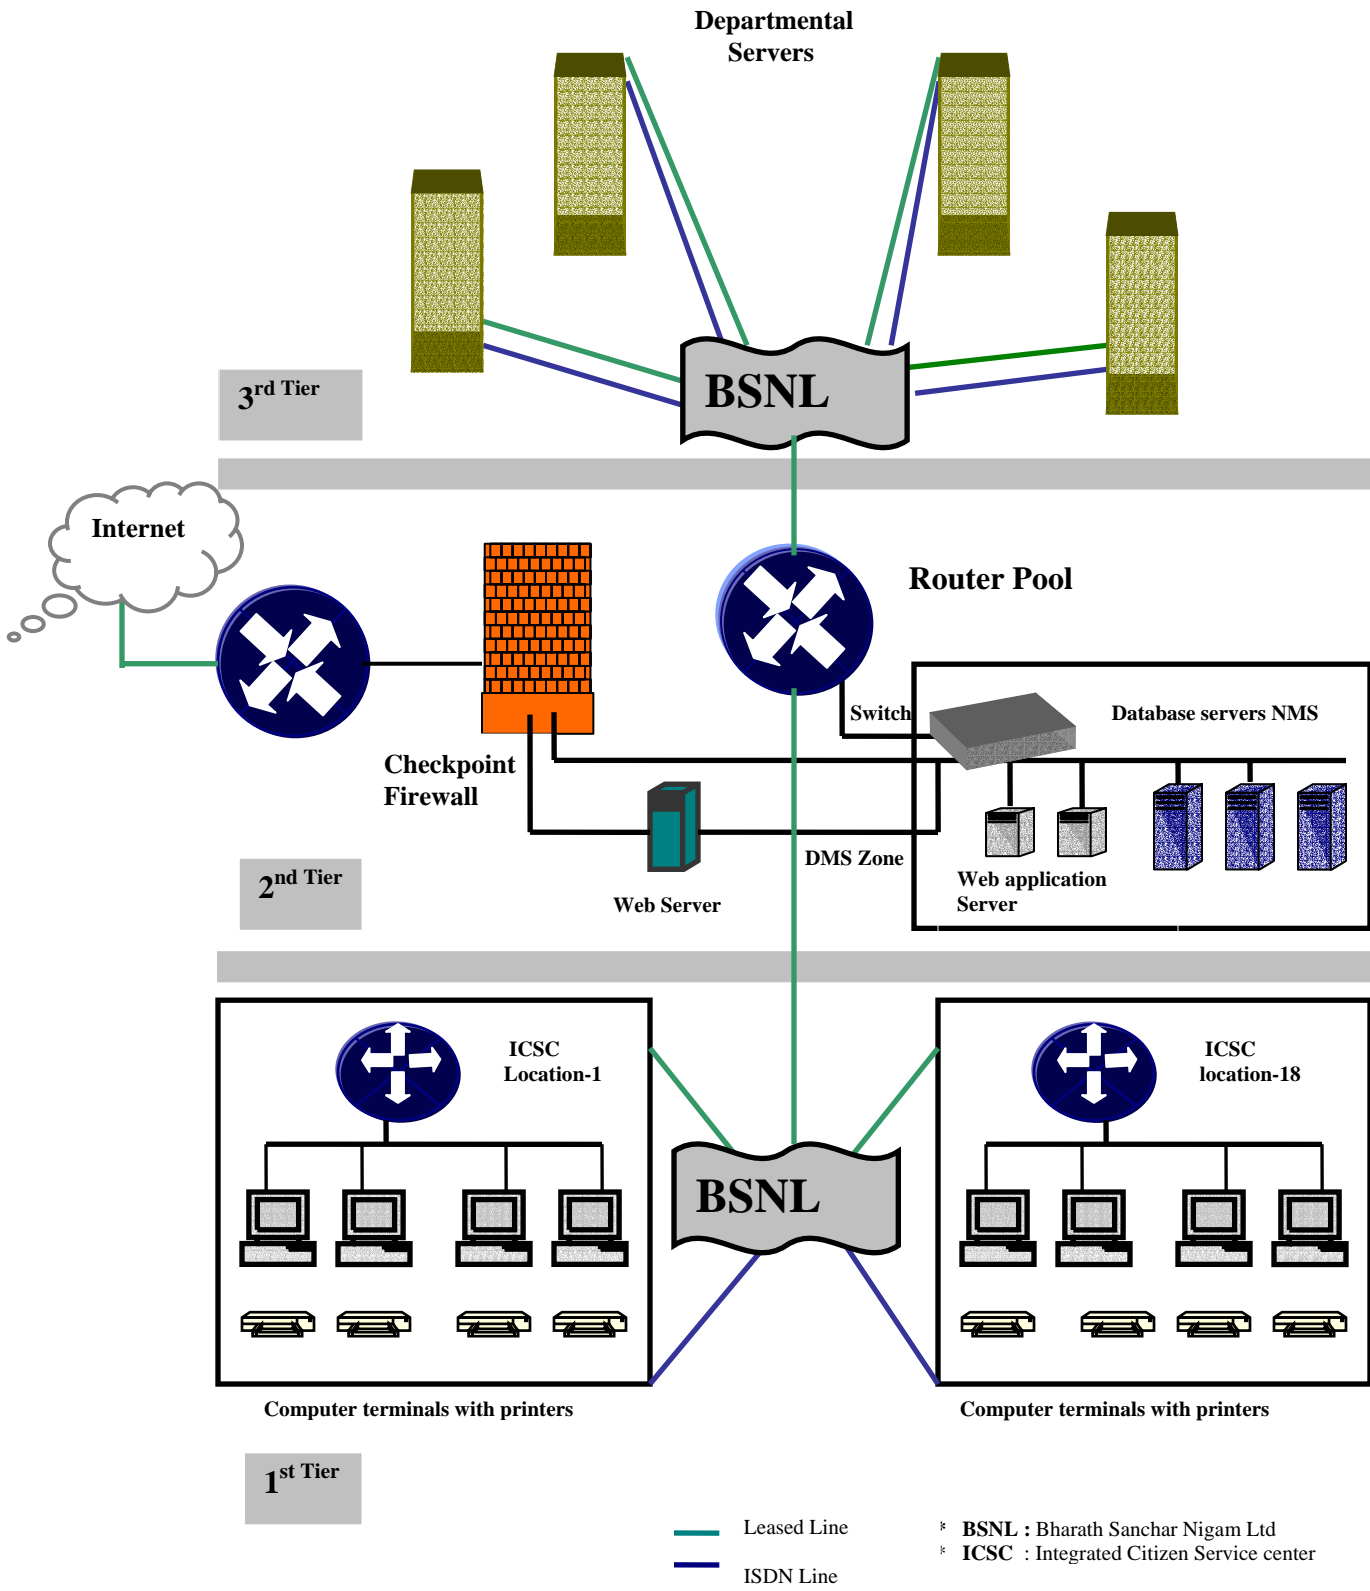 Departmental
Servers
BSNL
3rd Tier
Internet
Router Pool
Switch
Database servers NMS
Checkpoint
Firewall
DMS Zone
Web application
Server
2nd Tier
Web Server
ICSC
Location-1
ICSC
location-18
BSNL
Computer terminals with printers
Computer terminals with printers
1st Tier
Leased Line
* BSNL : Bharath Sanchar Nigam Ltd
* ICSC : Integrated Citizen Service center
ISDN Line